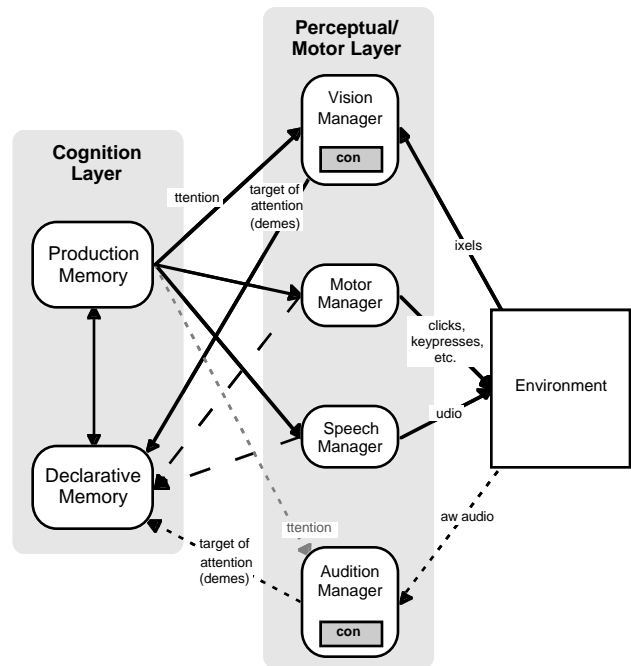 Perceptual/
Motor Layer
Vision
Manager
con
Cognition
Layer
ttention
target of
attention
(demes)
Production
Memory
ixels
Motor
Manager
clicks,
keypresses,
etc.
Environment
udio
Speech
Manager
Declarative
Memory
ttention
aw audio
target of
attention
(demes)
Audition
Manager
con